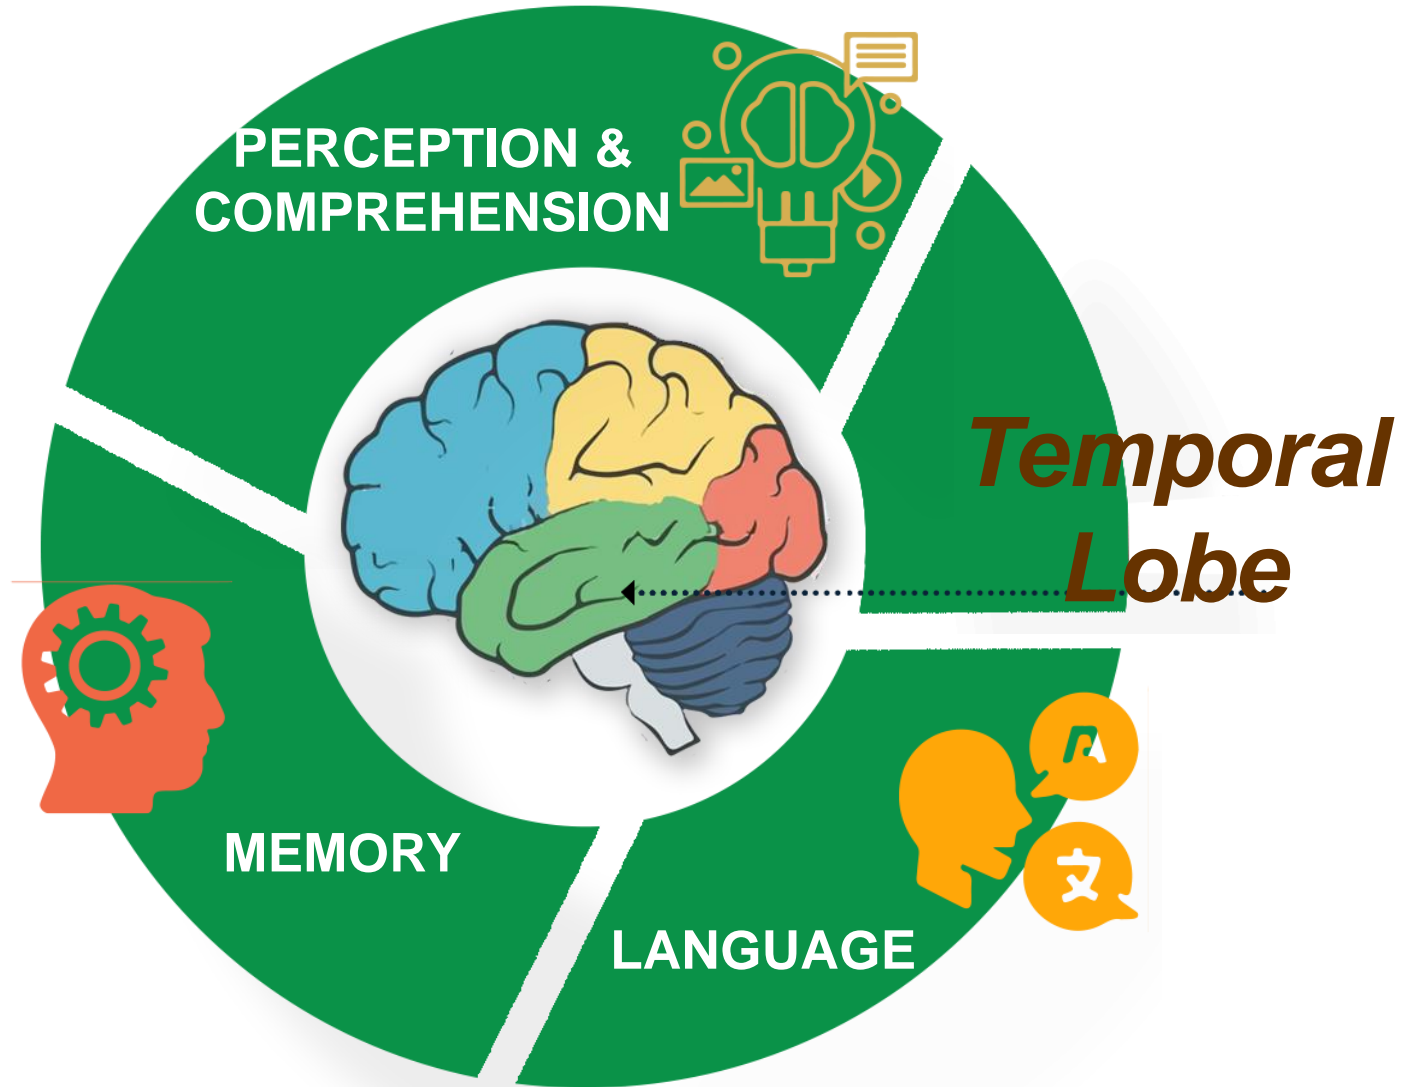 PERCEPTION &
COMPREHENSION
Temporal
Lobe
A
文
MEMORY
LANGUAGE